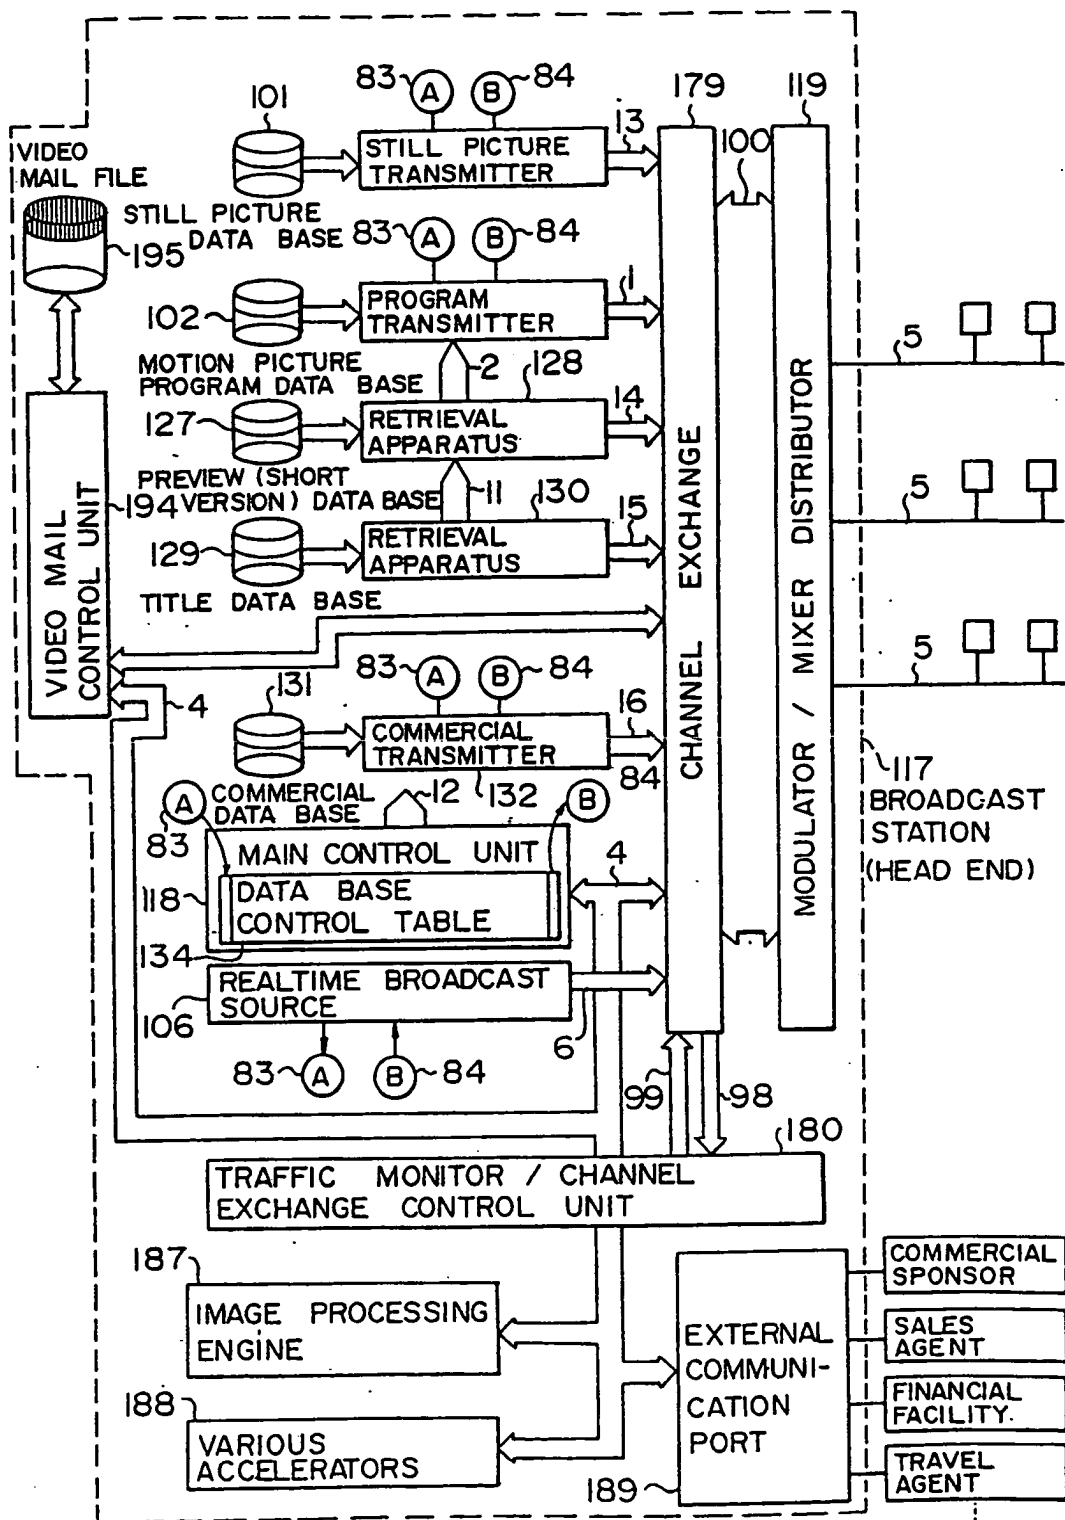 83
84
179
119
101
A
B
13
100
STILL PICTURE
TRANSMITTER
VIDEO
MAIL FILE
STILL PICTURE
DATA BASE
83
84
195
A
B
1
PROGRAM
TRANSMITTER
102
5
MOTION PICTURE
PROGRAM DATA BASE
2
128
14
127
RETRIEVAL
APPARATUS
PREVIEW (SHORT
VERSION) DATA BASE
11
130
194
15
5
129
RETRIEVAL
APPARATUS
TITLE DATA BASE
VIDEO MAIL
CONTROL UNIT
CHANNEL EXCHANGE
MODULATOR / MIXER DISTRIBUTOR
83
84
5
A
B
4
131
16
COMMERCIAL
TRANSMITTER
84
117
BROADCAST
STATION
(HEAD END)
COMMERCIAL
DATA BASE
12
132
A
B
83
MAIN CONTROL UNIT
4
118
DATA BASE
CONTROL TABLE
134
REALTIME BROADCAST
SOURCE
106
6
83
A
B
84
99
98
180
TRAFFIC MONITOR / CHANNEL
EXCHANGE CONTROL UNIT
187
IMAGE PROCESSING
ENGINE
188
VARIOUS
ACCELERATORS
EXTERNAL
COMMUNI-
CATION
PORT
189
COMMERCIAL
SPONSOR
SALES
AGENT
FINANCIAL
FACILITY.
TRAVEL
AGENT